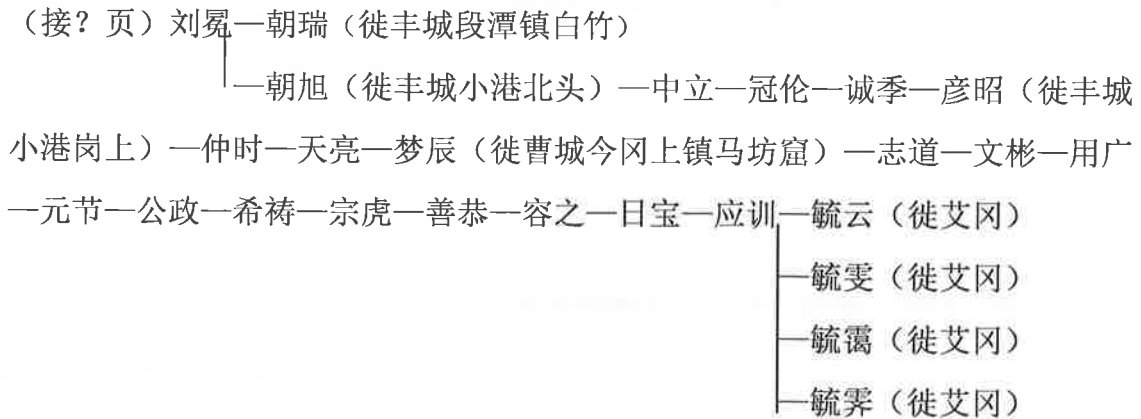 （接？页）刘冕—朝瑞（徙丰城段潭镇白竹）
—朝旭（徙丰城小港北头）—中立—冠伦—诚季—彦昭（徙丰城
小港岗上）—仲时—天亮—梦辰（徙曹城今冈上镇马坊窟）—志道—文彬—用广
—元节—公政—希祷—宗虎—善恭—容之—日宝—应训—毓云（徙艾冈）
—毓雯（徙艾冈）
—毓霭（徙艾冈）
—毓霁（徙艾冈）